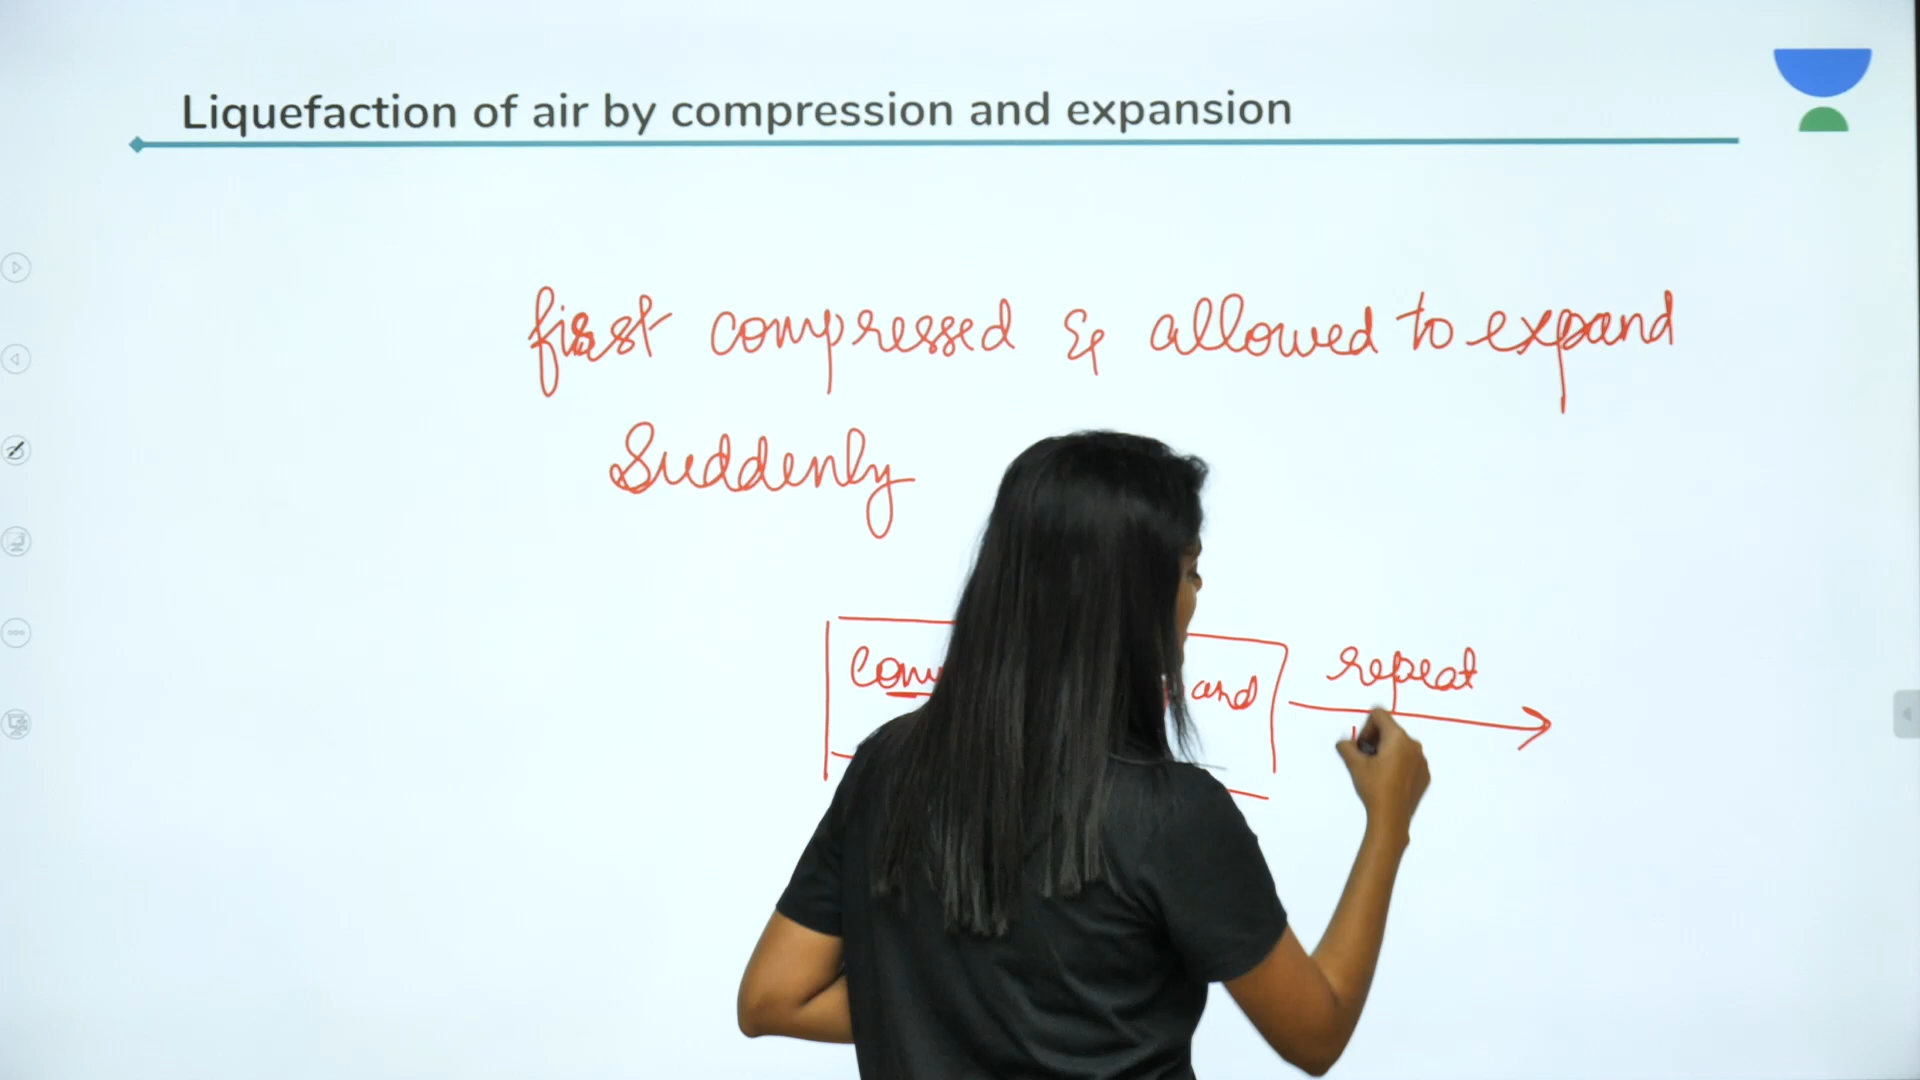 Liquefaction of air by compression and expansion
first compressed & allowed to expand
Suddenly
repeat
and